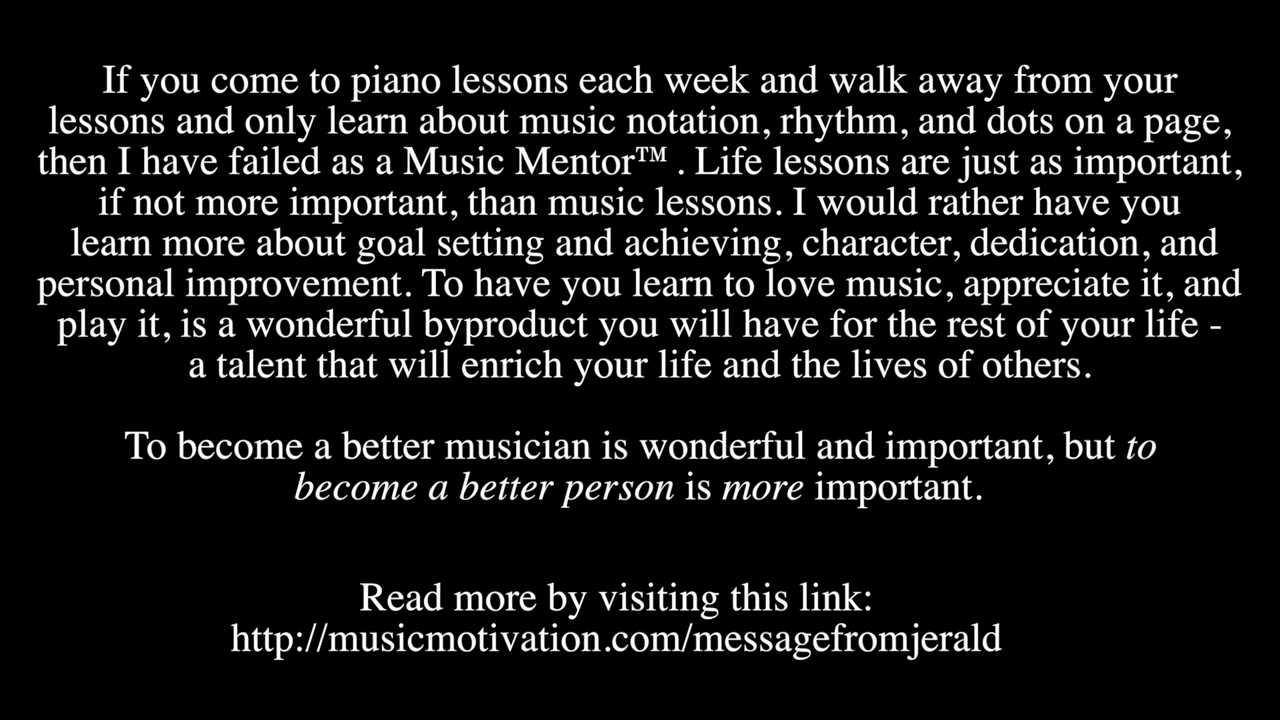 If you come to piano lessons each week and walk away from your
lessons and only learn about music notation, rhythm, and dots on a page,
then I have failed as a Music Mentor™ . Life lessons are just as important,
if not more important, than music lessons. I would rather have you
learn more about goal setting and achieving, character, dedication, and
personal improvement. To have you learn to love music, appreciate it, and
play it, is a wonderful byproduct you will have for the rest of your life -
a talent that will enrich your life and the lives of others.
To become a better musician is wonderful and important, but to
become a better person is more important.
Read more by visiting this link:
http://musicmotivation.com/messagefromjerald